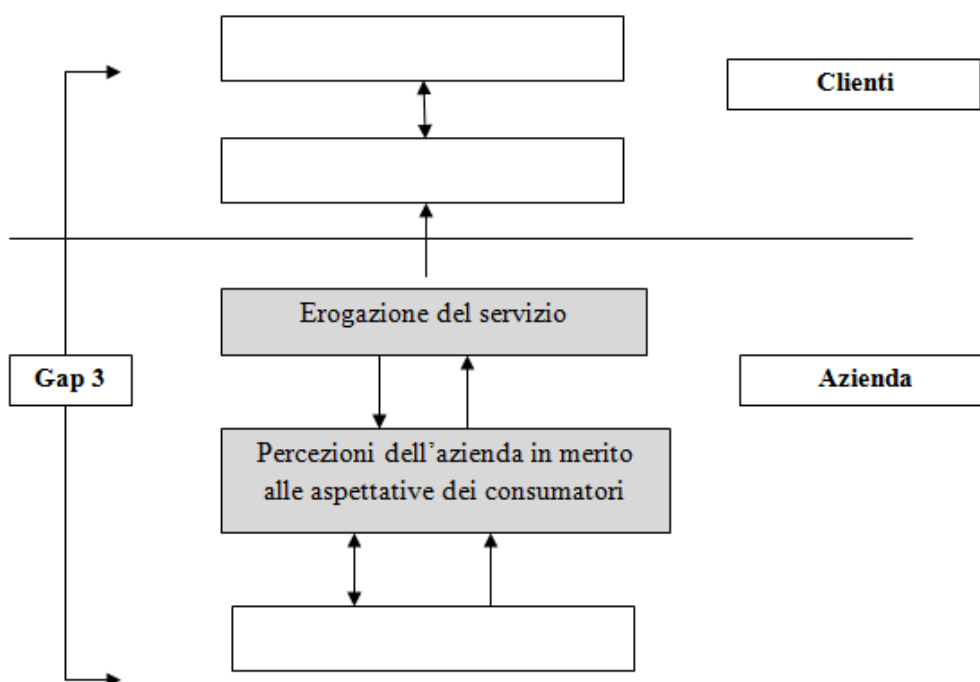 Clienti
Erogazione del servizio
Gap 3
Azienda
Percezioni dell’azienda in merito
alle aspettative dei consumatori